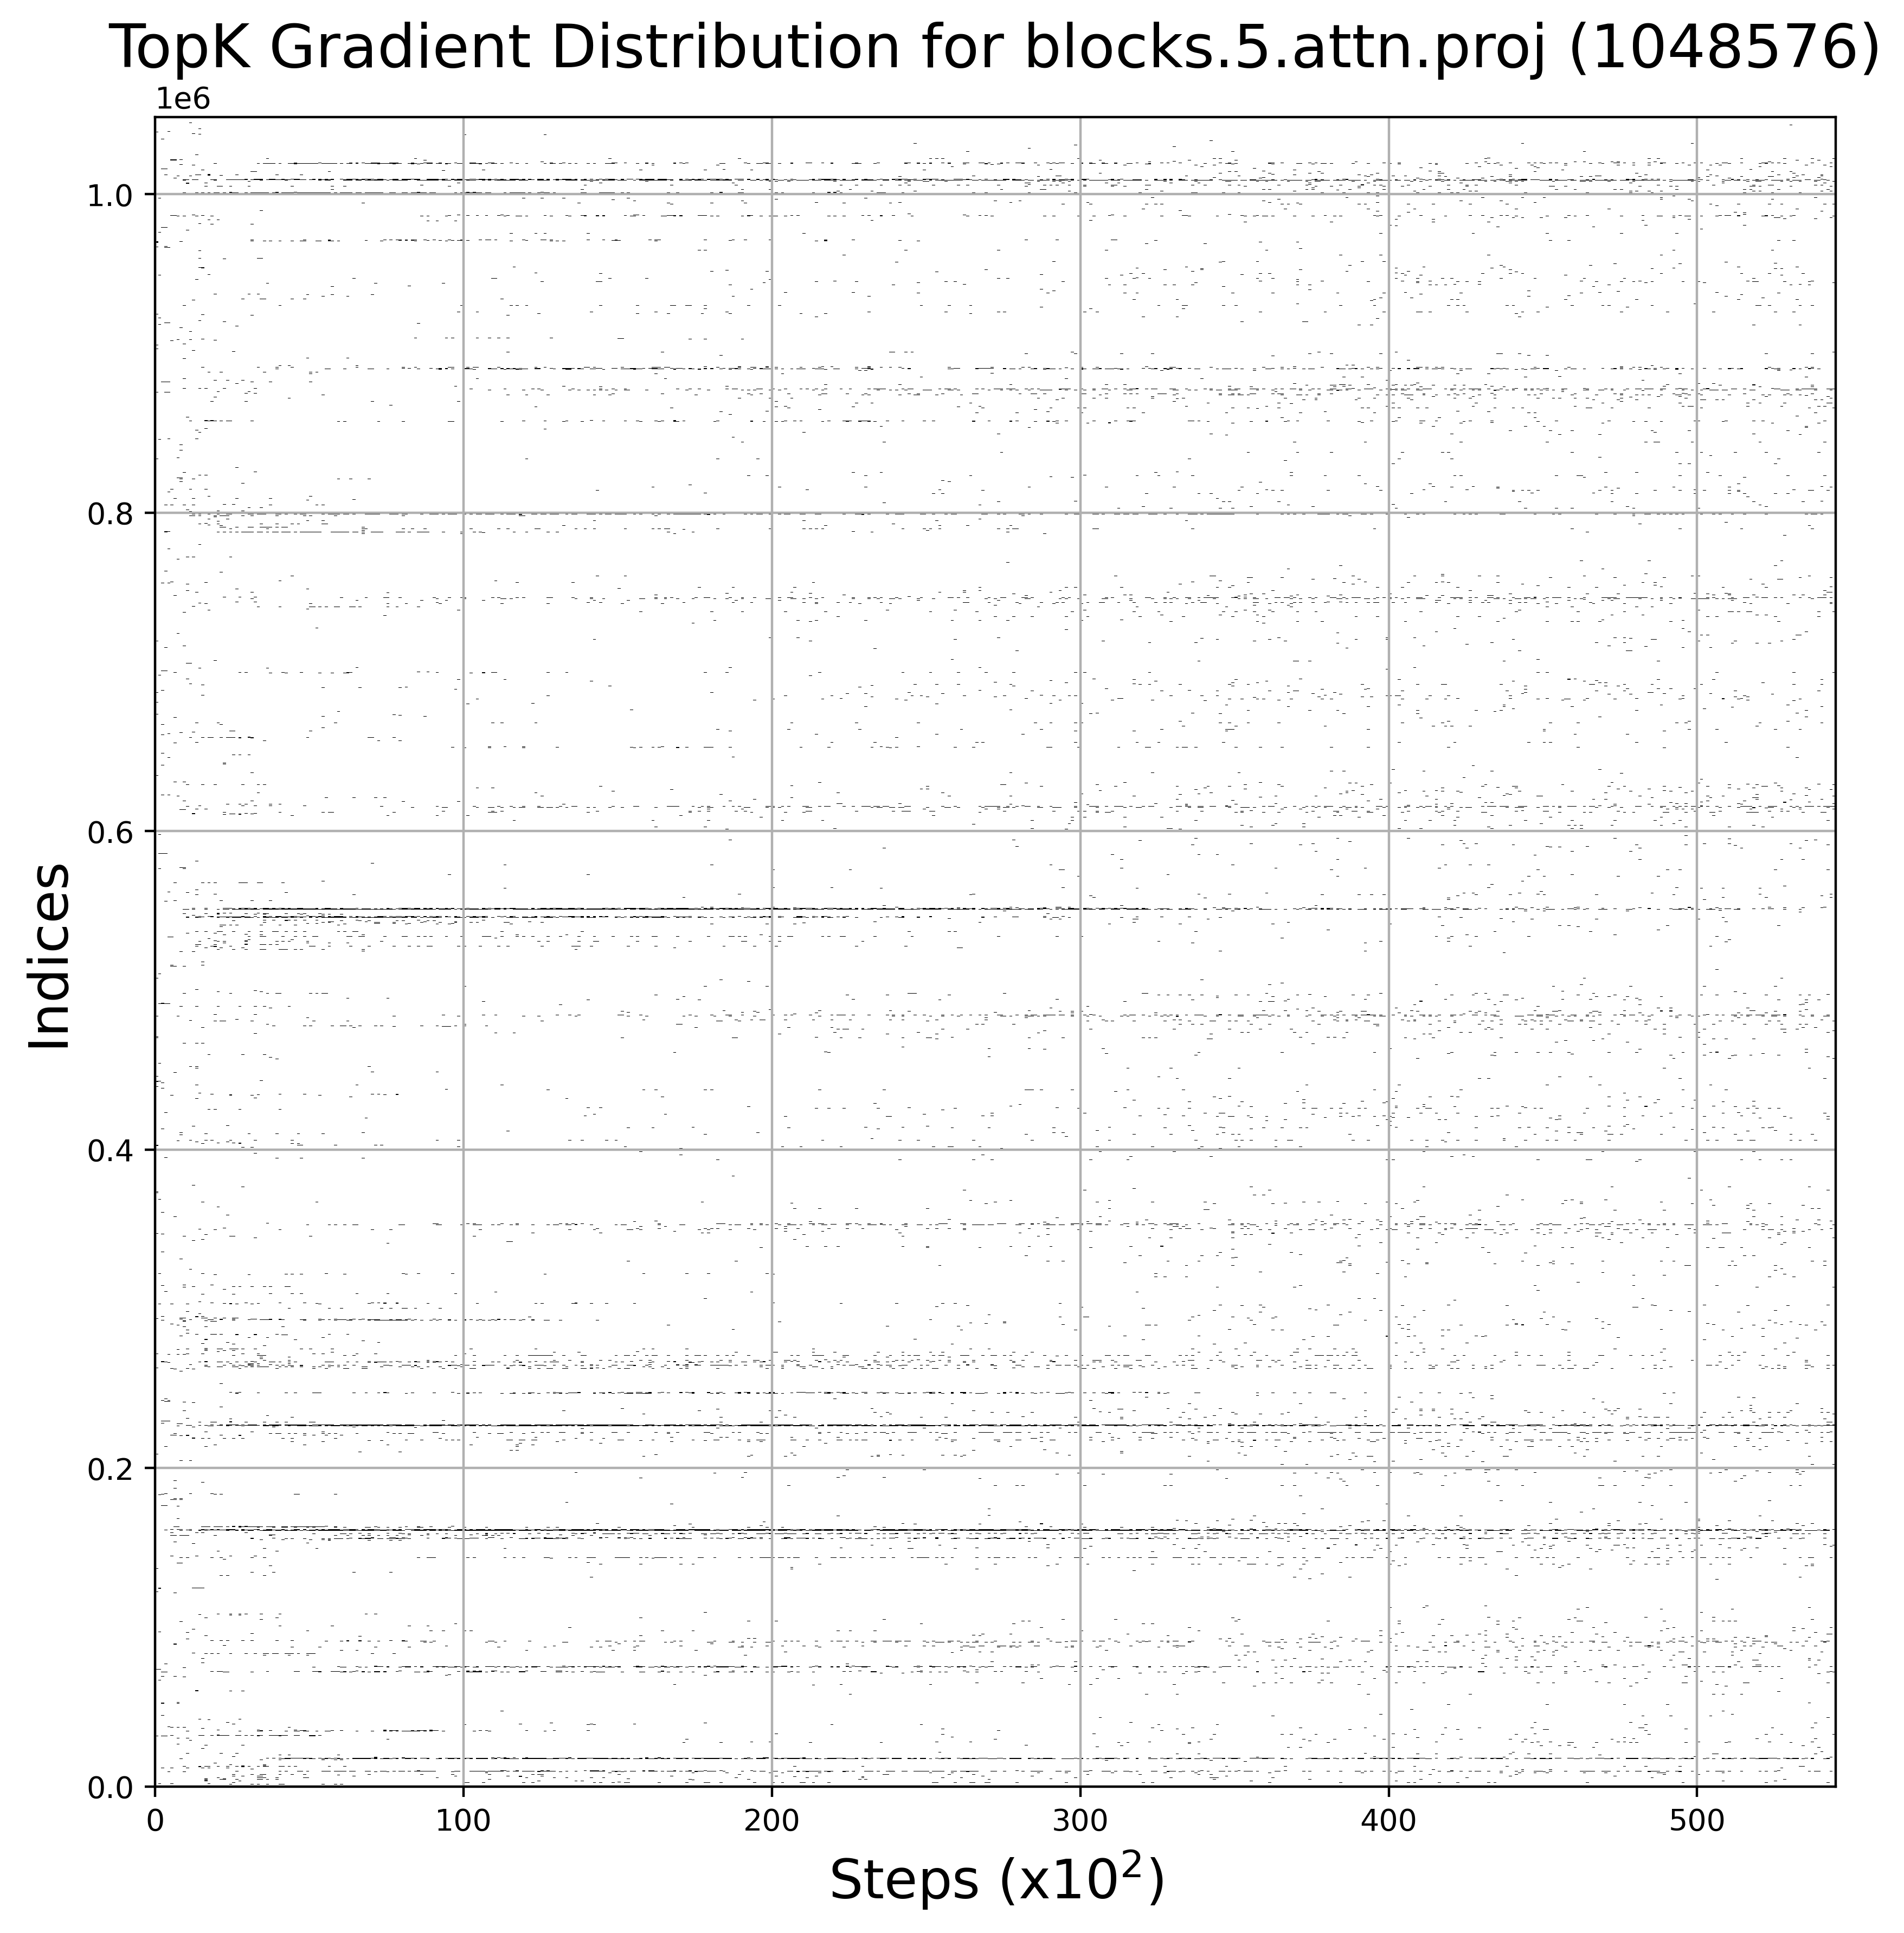 TopK Gradient Distribution for blocks.5.attn.proj (1048576)
1e6
1.0
0.8
0.6
0.4
0.2
0.0
Indices
0 100 200 300 400 500
Steps (x10²)